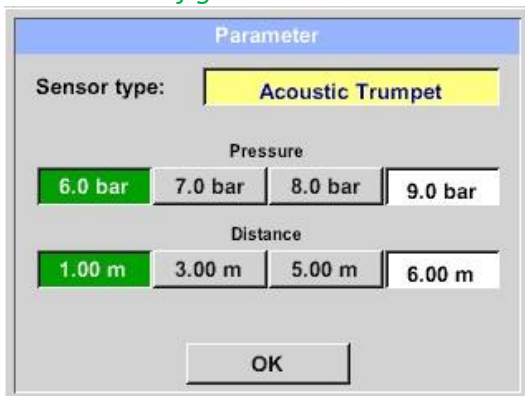 Parameter
Sensor type: Acoustic Trumpet
Pressure
6.0 bar 7.0 bar 8.0 bar 9.0 bar
Distance
1.00 m 3.00 m 5.00 m 6.00 m
OK